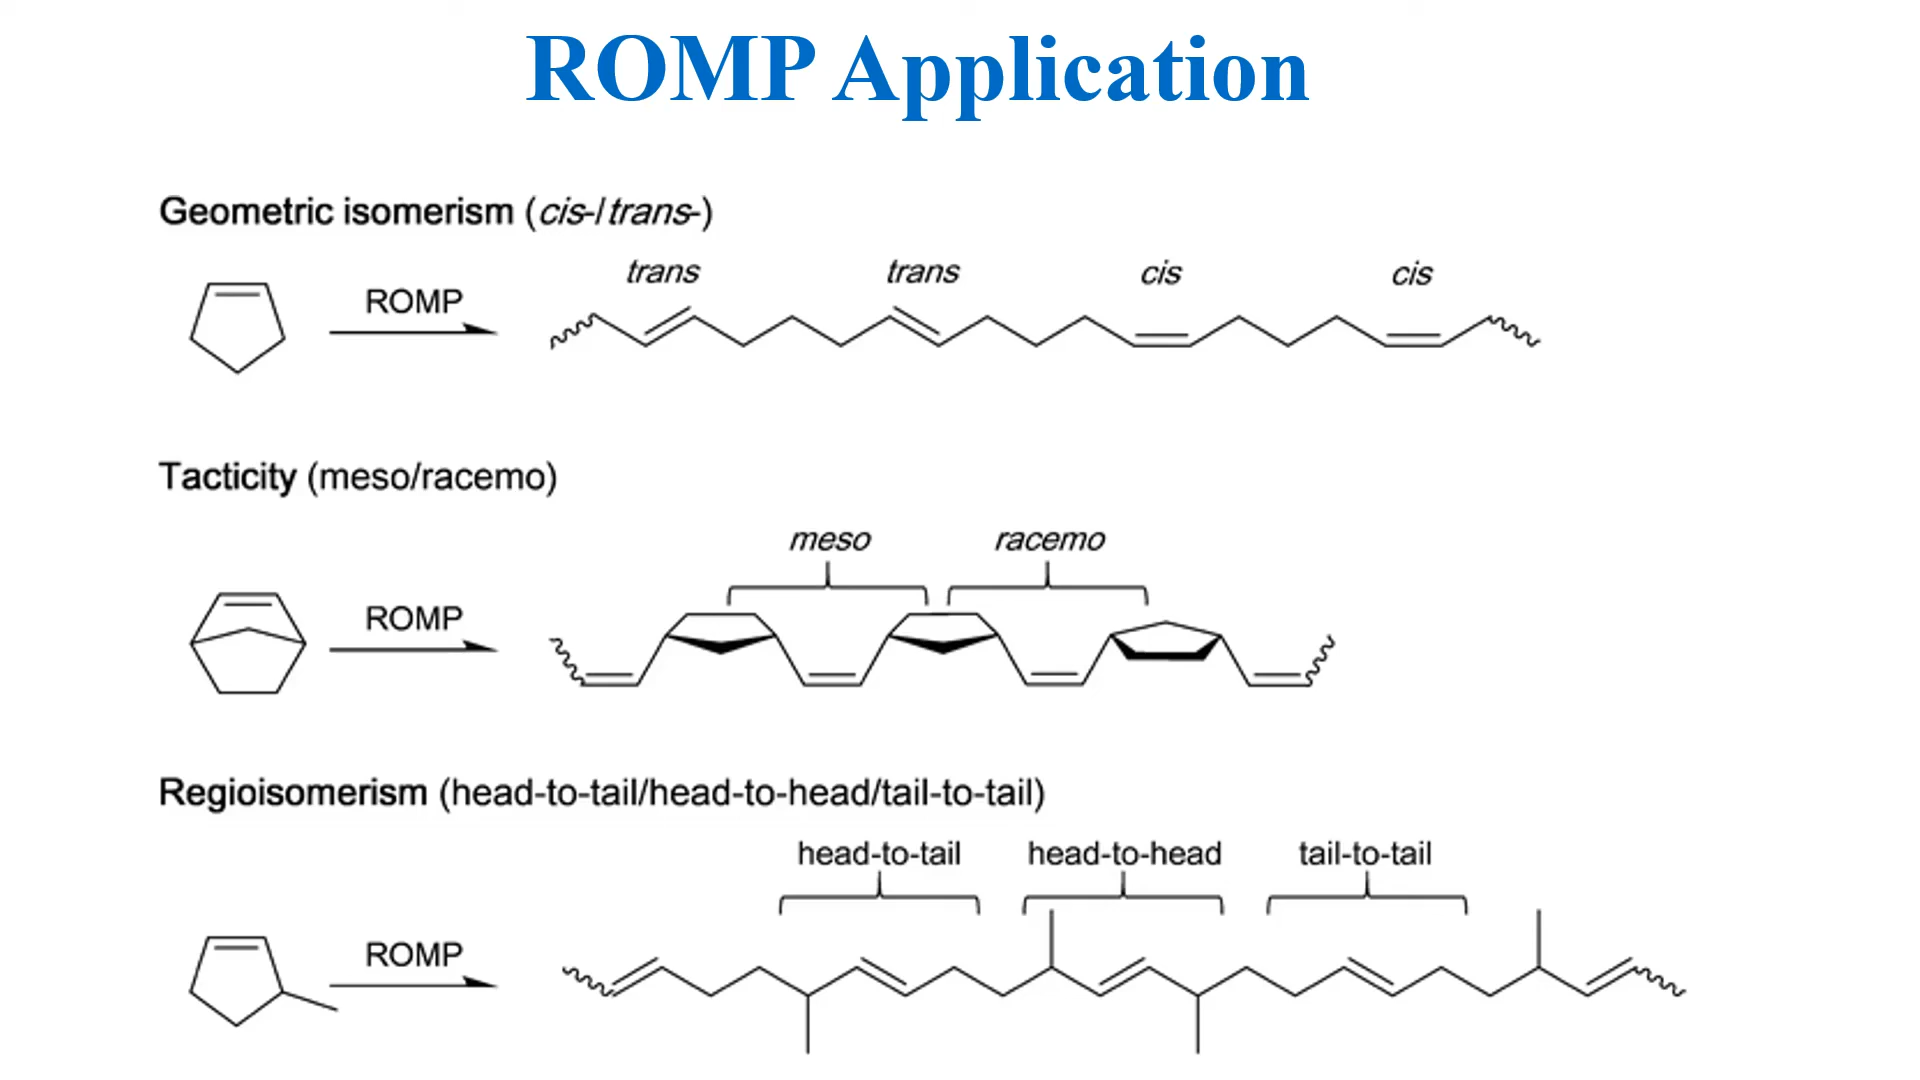 ROMP Application
Geometric isomerism (cis-/trans-)
trans trans cis cis
ROMP
Tacticity (meso/racemo)
meso racemo
ROMP
Regioisomerism (head-to-tail/head-to-head/tail-to-tail)
head-to-tail head-to-head tail-to-tail
ROMP